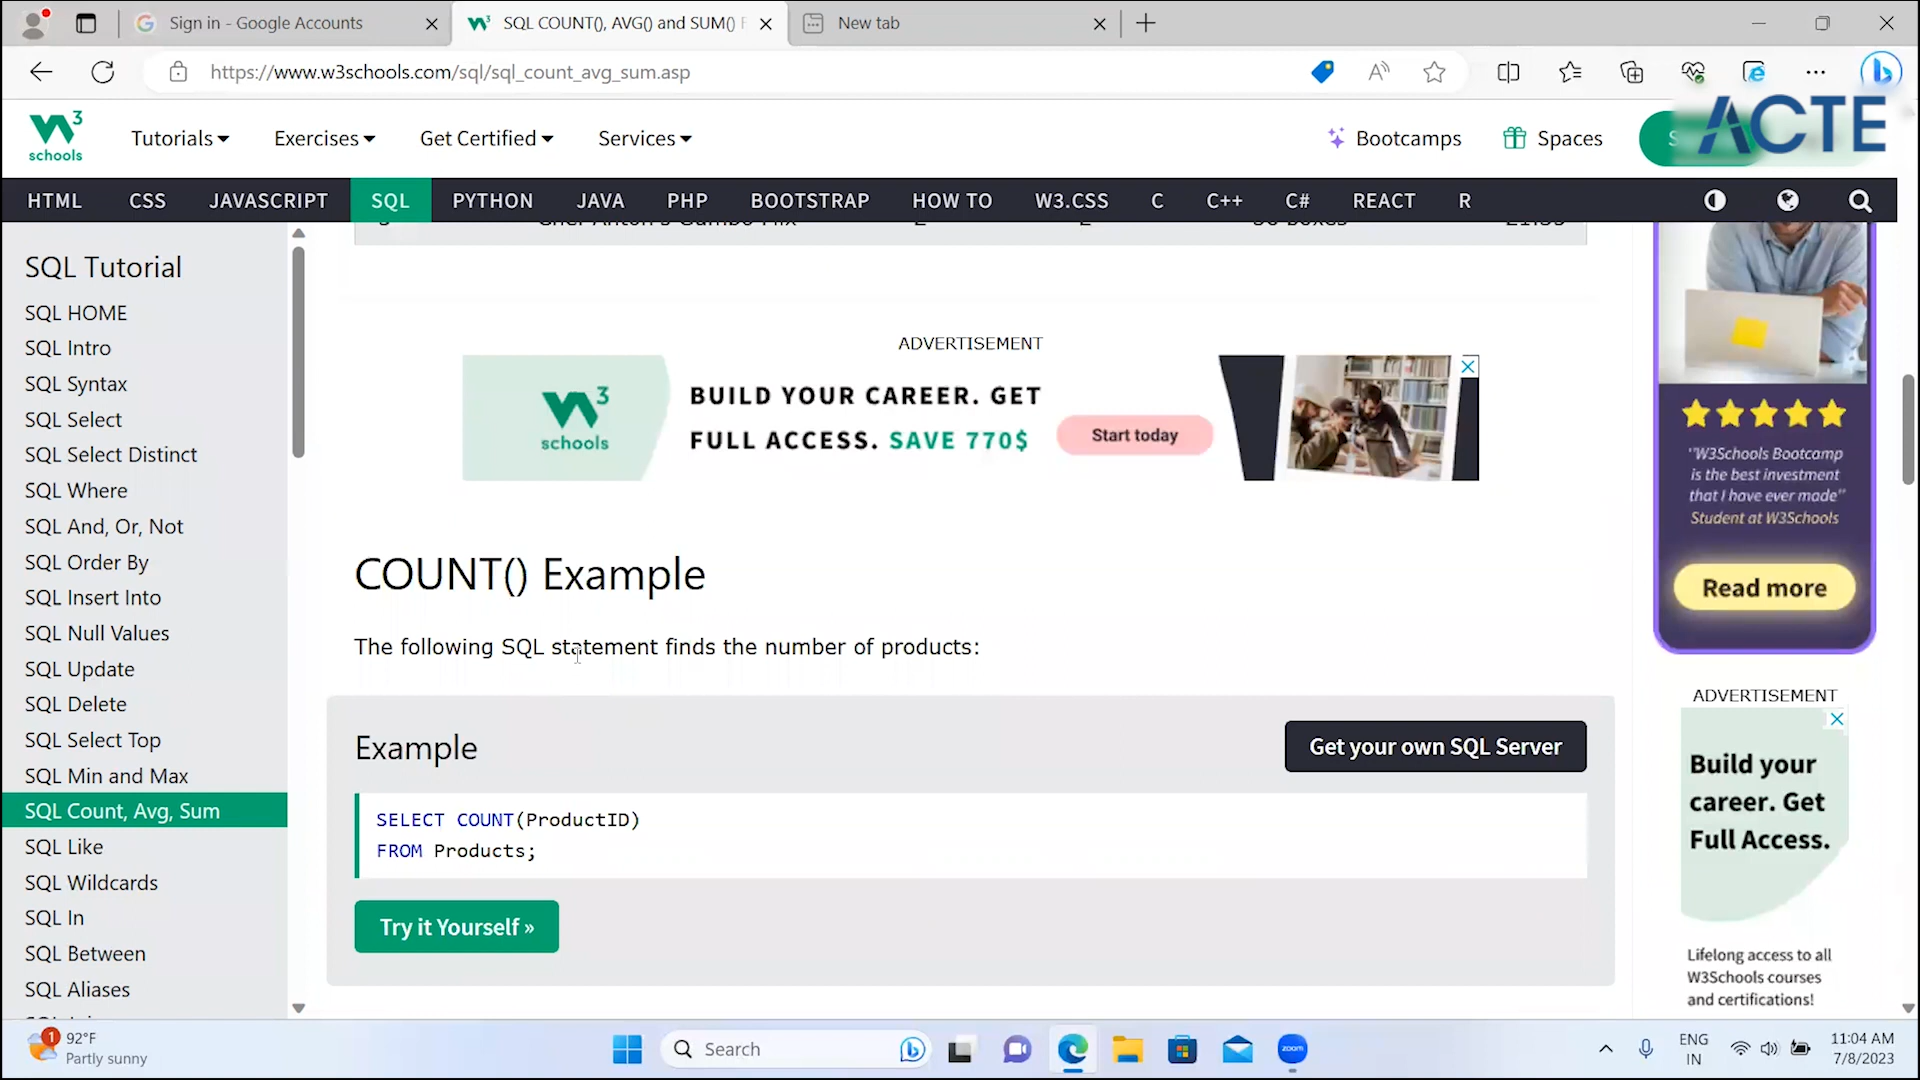 Sign in - Google Accounts
SQL COUNT(), AVG() and SUM() F
New tab
https://www.w3schools.com/sql/sql_count_avg_sum.asp
W3 schools
Tutorials
Exercises
Get Certified
Services
Bootcamps
Spaces
ACTE
HTML
CSS
JAVASCRIPT
SQL
PYTHON
JAVA
PHP
BOOTSTRAP
HOW TO
W3.CSS
C
C++
C#
REACT
R
SQL Tutorial
SQL HOME
SQL Intro
SQL Syntax
SQL Select
SQL Select Distinct
SQL Where
SQL And, Or, Not
SQL Order By
SQL Insert Into
SQL Null Values
SQL Update
SQL Delete
SQL Select Top
SQL Min and Max
SQL Count, Avg, Sum
SQL Like
SQL Wildcards
SQL In
SQL Between
SQL Aliases
ADVERTISEMENT
W3 schools
BUILD YOUR CAREER. GET
FULL ACCESS. SAVE 770$
Start today
COUNT() Example
The following SQL statement finds the number of products:
Example
Get your own SQL Server
SELECT COUNT(ProductID)
FROM Products;
Try it Yourself »
"W3Schools Bootcamp
is the best investment
that I have ever made"
Student at W3Schools
Read more
ADVERTISEMENT
Build your
career. Get
Full Access.
Lifelong access to all
W3Schools courses
and certifications!
1
92°F
Partly sunny
Search
zoom
ENG
IN
11:04 AM
7/8/2023